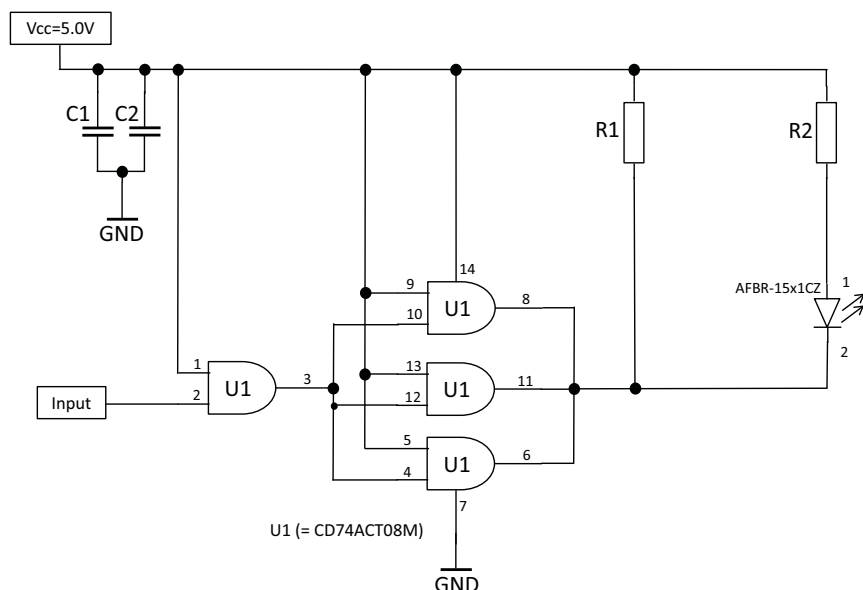 Vcc=5.0V
C1
C2
R1
R2
GND
14
9
8
AFBR-15x1CZ
1
U1
10
2
1
13
3
U1
11
U1
Input
2
12
5
6
U1
4
7
U1 (= CD74ACT08M)
GND